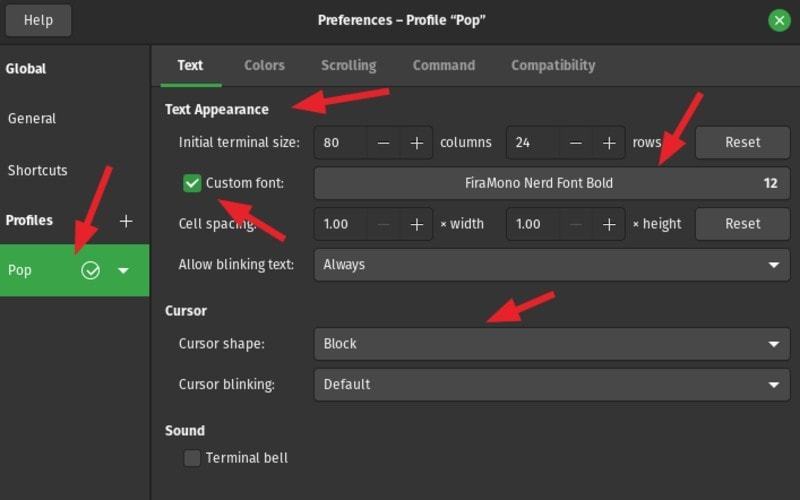 Help
Preferences – Profile “Pop”
Global
General
Shortcuts
Profiles
Pop
Text Colors Scrolling Command Compatibility
Text Appearance
Initial terminal size: 80 columns 24 rows Reset
Custom font: FiraMono Nerd Font Bold 12
Cell spacing: 1.00 × width 1.00 × height Reset
Allow blinking text: Always
Cursor
Cursor shape: Block
Cursor blinking: Default
Sound
Terminal bell